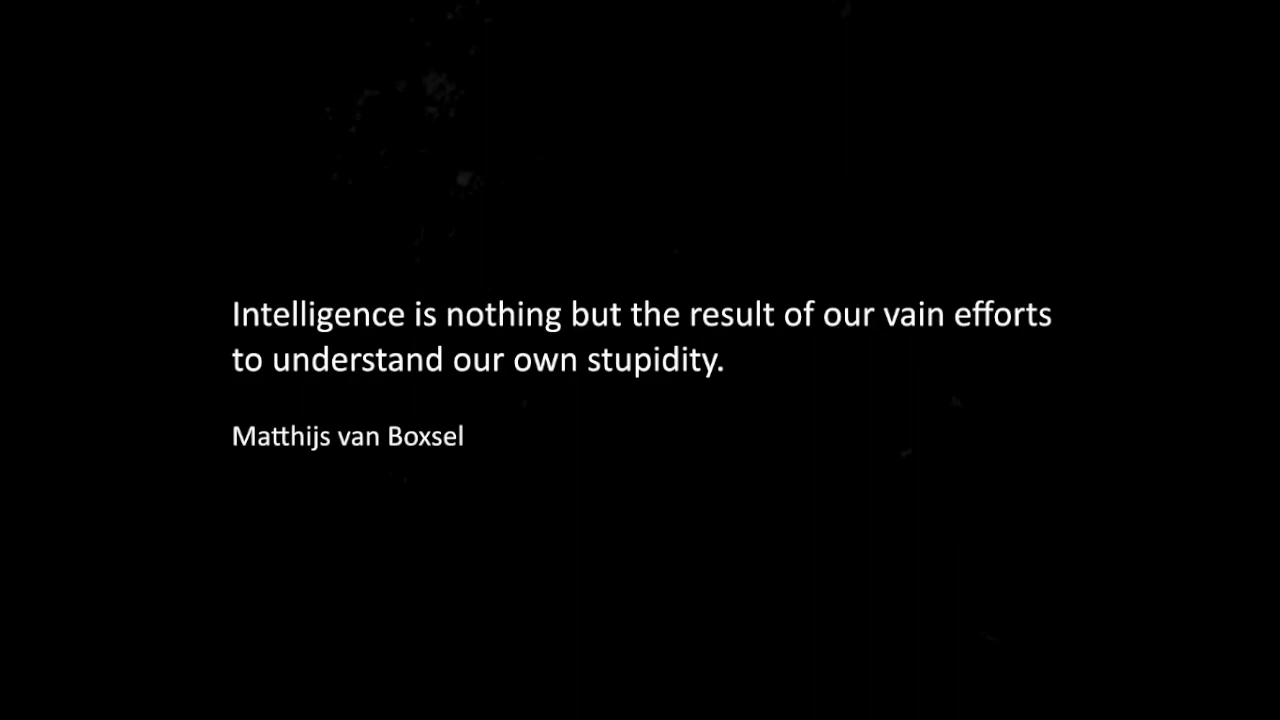 Intelligence is nothing but the result of our vain efforts
to understand our own stupidity.
Matthijs van Boxsel